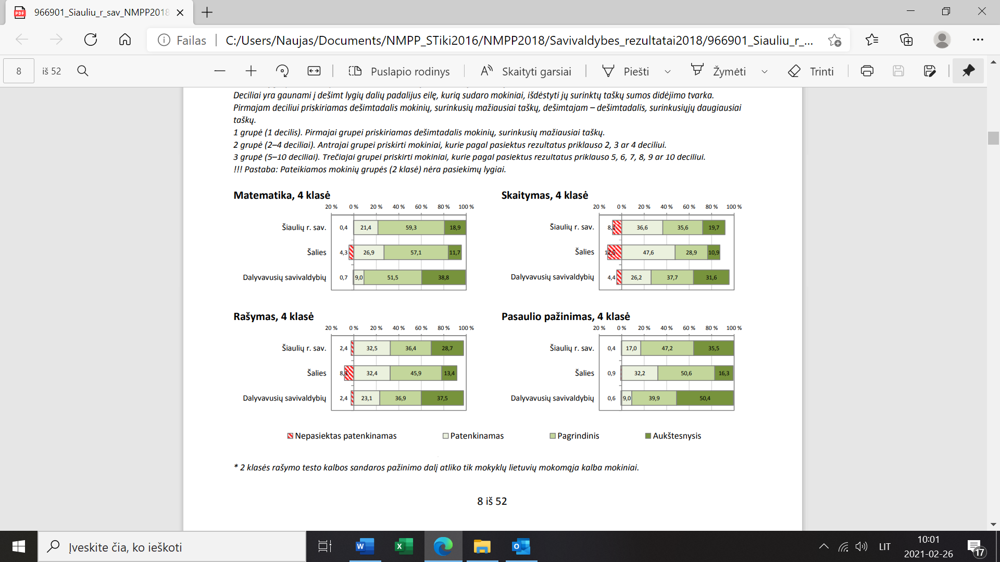 966901_Siauliu_r_sav_NMPP2018
Failas
C:/Users/Naujas/Documents/NMPP_STiki2016/NMPP2018/Savivaldybes_rezultatai2018/966901_Siauliu_r_...
8 iš 52
Puslapio rodinys
Skaityti garsiai
Piešti
Žymėti
Trinti
Deciliai yra gaunami į dešimt lygių dalių padalijus eilę, kurią sudaro mokiniai, išdėstyti jų surinktų taškų sumos didėjimo tvarka.
Pirmajam deciliui priskiriamas dešimtadalis mokinių, surinkusių mažiausiai taškų, dešimtajam – dešimtadalis, surinkusiųjų daugiausiai
taškų.
1 grupė (1 decilis). Pirmajai grupei priskiriamas dešimtadalis mokinių, surinkusių mažiausiai taškų.
2 grupė (2–4 deciliai). Antrajai grupei priskirti mokiniai, kurie pagal pasiektus rezultatus priklauso 2, 3 ar 4 deciliui.
3 grupė (5–10 deciliai). Trečiajai grupei priskirti mokiniai, kurie pagal pasiektus rezultatus priklauso 5, 6, 7, 8, 9 ar 10 deciliui.
!!! Pastaba: Pateikiamos mokinių grupės (2 klasė) nėra pasiekimų lygiai.
Matematika, 4 klasė
20 % 0 % 20 % 40 % 60 % 80 % 100 %
Šiaulių r. sav. 0,4 21,4 59,3 18,9
Šalies 4,3 26,9 57,1 11,7
Dalyvavusių savivaldybių 0,7 9,0 51,5 38,8
Skaitymas, 4 klasė
20 % 0 % 20 % 40 % 60 % 80 % 100 %
Šiaulių r. sav. 36,6 35,6 19,7
Šalies 47,6 28,9 10,9
Dalyvavusių savivaldybių 4,4 26,2 37,7 31,6
Rašymas, 4 klasė
20 % 0 % 20 % 40 % 60 % 80 % 100 %
Šiaulių r. sav. 2,4 32,5 36,4 28,7
Šalies 32,4 45,9 13,4
Dalyvavusių savivaldybių 2,4 23,1 36,9 37,5
Pasaulio pažinimas, 4 klasė
20 % 0 % 20 % 40 % 60 % 80 % 100 %
Šiaulių r. sav. 0,4 17,0 47,2 35,5
Šalies 0,9 32,2 50,6 16,3
Dalyvavusių savivaldybių 0,6 9,0 39,9 50,4
Nepasiektas patenkinamas
Patenkinamas
Pagrindinis
Aukštesnysis
* 2 klasės rašymo testo kalbos sandaros pažinimo dalį atliko tik mokyklų lietuvių mokomąja kalba mokiniai.
8 iš 52
Įveskite čia, ko ieškoti
LIT
10:01
2021-02-26
17